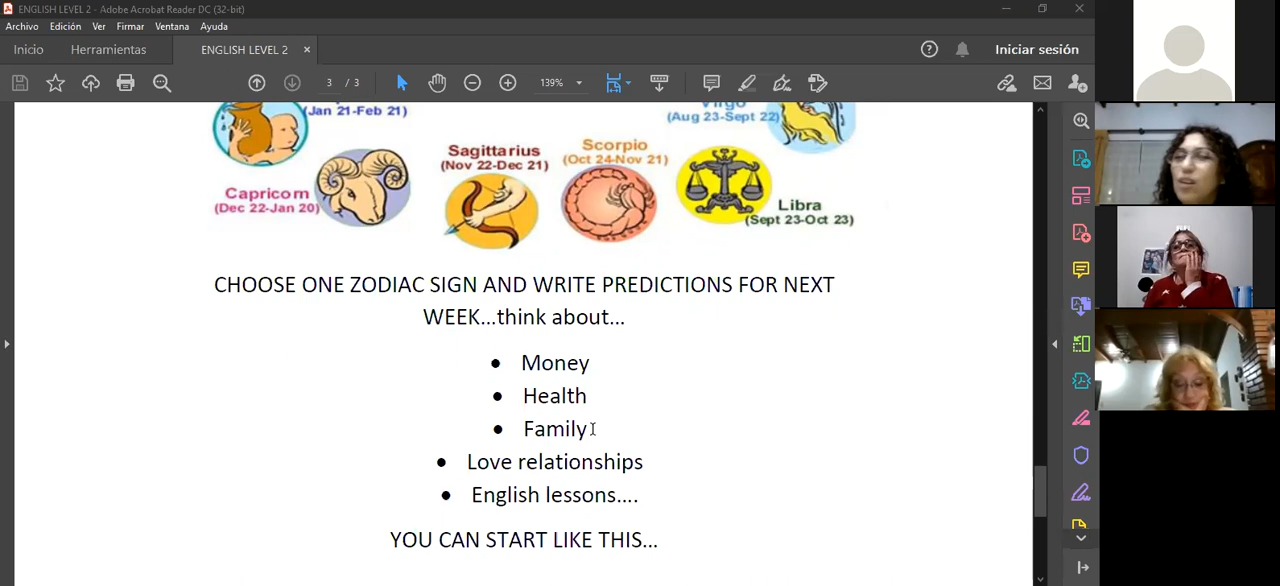 ENGLISH LEVEL 2 - Adobe Acrobat Reader DC (32-bit)
Archivo Edición Ver Firmar Ventana Ayuda
Inicio Herramientas ENGLISH LEVEL 2 × Iniciar sesión
3 / 3 139%
(Jan 21-Feb 21)
Virgo
(Aug 23-Sept 22)
Sagittarius
(Nov 22-Dec 21)
Scorpio
(Oct 24-Nov 21)
Capricorn
(Dec 22-Jan 20)
Libra
(Sept 23-Oct 23)
CHOOSE ONE ZODIAC SIGN AND WRITE PREDICTIONS FOR NEXT
WEEK...think about...
• Money
• Health
• Family
• Love relationships
• English lessons....
YOU CAN START LIKE THIS...